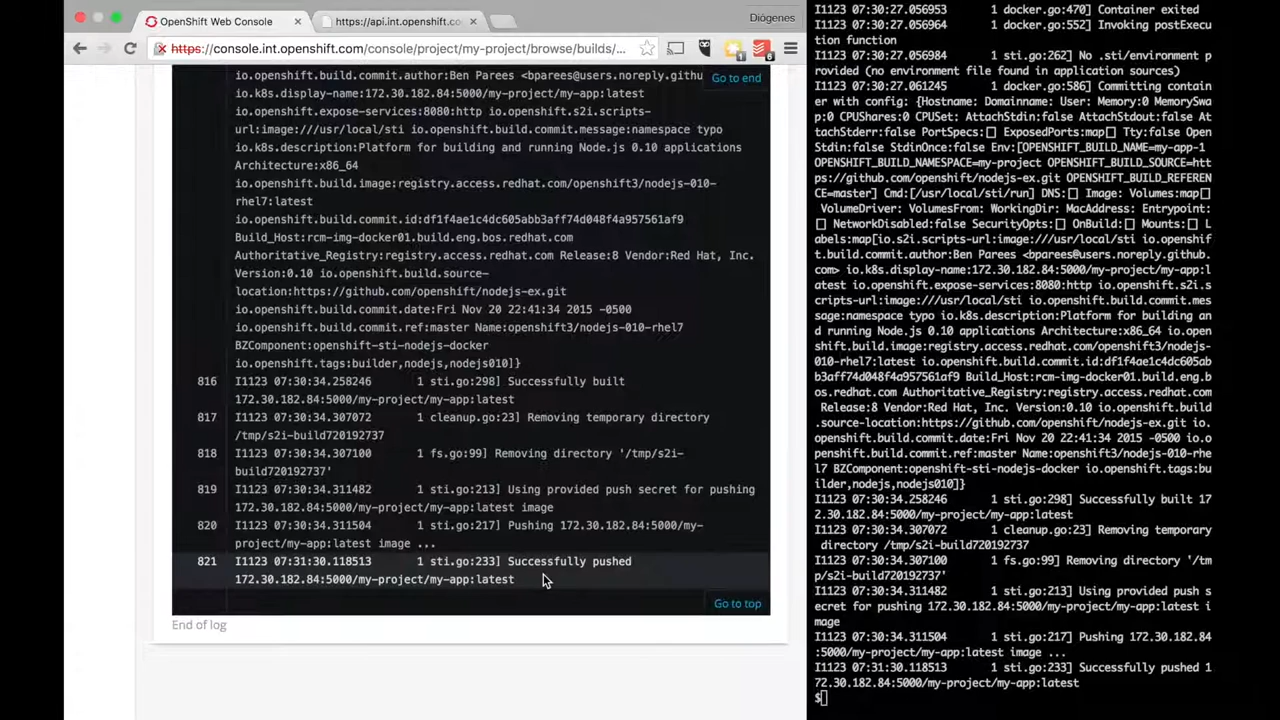 OpenShift Web Console
https://api.int.openshift.co
Diógenes
https://console.int.openshift.com/console/project/my-project/browse/builds/...
1
6
io.openshift.build.commit.author:Ben Parees <bparees@users.noreply.githu
Go to end
io.k8s.display-name:172.30.182.84:5000/my-project/my-app:latest
io.openshift.expose-services:8080:http io.openshift.s2i.scripts-
url:image:///usr/local/sti io.openshift.build.commit.message:namespace typo
io.k8s.description:Platform for building and running Node.js 0.10 applications
Architecture:x86_64
io.openshift.build.image:registry.access.redhat.com/openshift3/nodejs-010-
rhel7:latest
io.openshift.build.commit.id:df1f4ae1c4dc605abb3aff74d048f4a957561af9
Build_Host:rcm-img-docker01.build.eng.bos.redhat.com
Authoritative_Registry:registry.access.redhat.com Release:8 Vendor:Red Hat, Inc.
Version:0.10 io.openshift.build.source-
location:https://github.com/openshift/nodejs-ex.git
io.openshift.build.commit.date:Fri Nov 20 22:41:34 2015 -0500
io.openshift.build.commit.ref:master Name:openshift3/nodejs-010-rhel7
BZComponent:openshift-sti-nodejs-docker
io.openshift.tags:builder,nodejs,nodejs010]}
816 I1123 07:30:34.258246 1 sti.go:298] Successfully built
172.30.182.84:5000/my-project/my-app:latest
817 I1123 07:30:34.307072 1 cleanup.go:23] Removing temporary directory
/tmp/s2i-build720192737
818 I1123 07:30:34.307100 1 fs.go:99] Removing directory '/tmp/s2i-
build720192737'
819 I1123 07:30:34.311482 1 sti.go:213] Using provided push secret for pushing
172.30.182.84:5000/my-project/my-app:latest image
820 I1123 07:30:34.311504 1 sti.go:217] Pushing 172.30.182.84:5000/my-
project/my-app:latest image ...
821 I1123 07:31:30.118513 1 sti.go:233] Successfully pushed
172.30.182.84:5000/my-project/my-app:latest
Go to top
End of log
I1123 07:30:27.056953 1 docker.go:470] Container exited
I1123 07:30:27.056964 1 docker.go:552] Invoking postExecu
tion function
I1123 07:30:27.056984 1 sti.go:262] No .sti/environment p
rovided (no environment file found in application sources)
I1123 07:30:27.061245 1 docker.go:586] Committing contain
er with config: {Hostname: Domainname: User: Memory:0 MemorySwa
p:0 CPUShares:0 CPUSet: AttachStdin:false AttachStdout:false At
tachStderr:false PortSpecs:[] ExposedPorts:map[] Tty:false Open
Stdin:false StdinOnce:false Env:[OPENSHIFT_BUILD_NAME=my-app-1
OPENSHIFT_BUILD_NAMESPACE=my-project OPENSHIFT_BUILD_SOURCE=htt
ps://github.com/openshift/nodejs-ex.git OPENSHIFT_BUILD_REFEREN
CE=master] Cmd:[/usr/local/sti/run] DNS:[] Image: Volumes:map[]
VolumeDriver: VolumesFrom: WorkingDir: MacAddress: Entrypoint:
[] NetworkDisabled:false SecurityOpts:[] OnBuild:[] Mounts:[] L
abels:map[io.s2i.scripts-url:image:///usr/local/sti io.openshif
t.build.commit.author:Ben Parees <bparees@users.noreply.github.
com> io.k8s.display-name:172.30.182.84:5000/my-project/my-app:l
atest io.openshift.expose-services:8080:http io.openshift.s2i.s
cripts-url:image:///usr/local/sti io.openshift.build.commit.mes
sage:namespace typo io.k8s.description:Platform for building an
d running Node.js 0.10 applications Architecture:x86_64 io.open
shift.build.image:registry.access.redhat.com/openshift3/nodejs-
010-rhel7:latest io.openshift.build.commit.id:df1f4ae1c4dc605ab
b3aff74d048f4a957561af9 Build_Host:rcm-img-docker01.build.eng.b
os.redhat.com Authoritative_Registry:registry.access.redhat.com
Release:8 Vendor:Red Hat, Inc. Version:0.10 io.openshift.build
.source-location:https://github.com/openshift/nodejs-ex.git io.
openshift.build.commit.date:Fri Nov 20 22:41:34 2015 -0500 io.o
penshift.build.commit.ref:master Name:openshift3/nodejs-010-rhe
l7 BZComponent:openshift-sti-nodejs-docker io.openshift.tags:bu
ilder,nodejs,nodejs010]}
I1123 07:30:34.258246 1 sti.go:298] Successfully built 17
2.30.182.84:5000/my-project/my-app:latest
I1123 07:30:34.307072 1 cleanup.go:23] Removing temporary
directory /tmp/s2i-build720192737
I1123 07:30:34.307100 1 fs.go:99] Removing directory '/tm
p/s2i-build720192737'
I1123 07:30:34.311482 1 sti.go:213] Using provided push s
ecret for pushing 172.30.182.84:5000/my-project/my-app:latest i
mage
I1123 07:30:34.311504 1 sti.go:217] Pushing 172.30.182.84
:5000/my-project/my-app:latest image ...
I1123 07:31:30.118513 1 sti.go:233] Successfully pushed 1
72.30.182.84:5000/my-project/my-app:latest
$